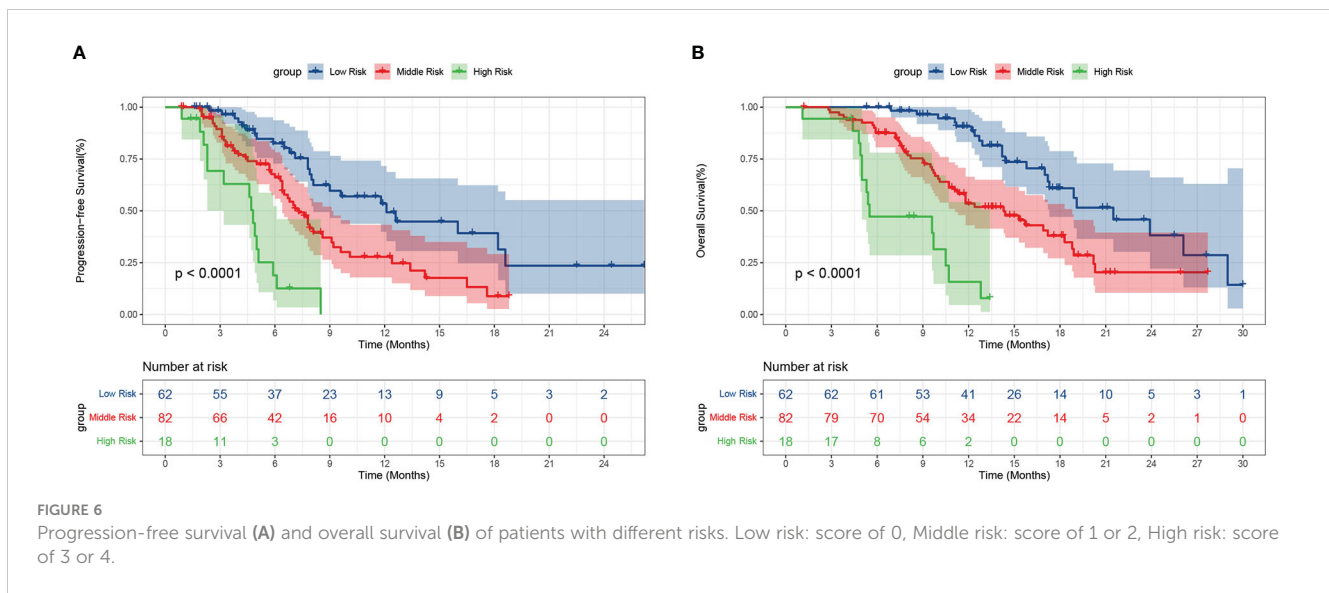 A
group Low Risk Middle Risk High Risk
Progression-free Survival(%)
1.00
0.75
0.50
0.25
0.00
p < 0.0001
0 3 6 9 12 15 18 21 24
Time (Months)
Number at risk
group
Low Risk 62 55 37 23 13 9 5 3 2
Middle Risk 82 66 42 16 10 4 2 0 0
High Risk 18 11 3 0 0 0 0 0 0
0 3 6 9 12 15 18 21 24
Time (Months)
B
group Low Risk Middle Risk High Risk
Overall Survival(%)
1.00
0.75
0.50
0.25
0.00
p < 0.0001
0 3 6 9 12 15 18 21 24 27 30
Time (Months)
Number at risk
group
Low Risk 62 62 61 53 41 26 14 10 5 3 1
Middle Risk 82 79 70 54 34 22 14 5 2 1 0
High Risk 18 17 8 6 2 0 0 0 0 0 0
0 3 6 9 12 15 18 21 24 27 30
Time (Months)
FIGURE 6
Progression-free survival (A) and overall survival (B) of patients with different risks. Low risk: score of 0, Middle risk: score of 1 or 2, High risk: score
of 3 or 4.